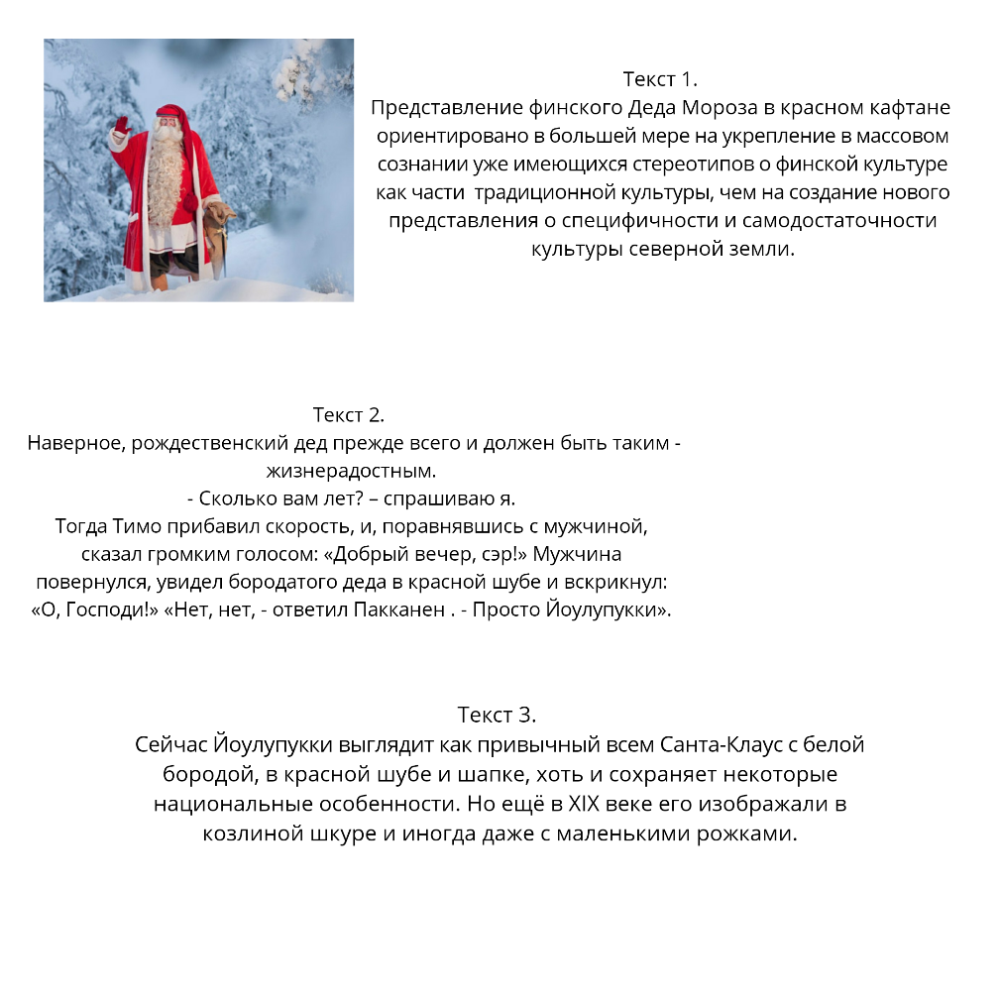 Текст 1.
Представление финского Деда Мороза в красном кафтане
ориентировано в большей мере на укрепление в массовом
сознании уже имеющихся стереотипов о финской культуре
как части  традиционной культуры, чем на создание нового
представления о специфичности и самодостаточности
культуры северной земли.
Текст 2.
Наверное, рождественский дед прежде всего и должен быть таким -
жизнерадостным.
- Сколько вам лет? – спрашиваю я.
Тогда Тимо прибавил скорость, и, поравнявшись с мужчиной,
сказал громким голосом: «Добрый вечер, сэр!» Мужчина
повернулся, увидел бородатого деда в красной шубе и вскрикнул:
«О, Господи!» «Нет, нет, - ответил Пакканен . - Просто Йоулупукки».
Текст 3.
Сейчас Йоулупукки выглядит как привычный всем Санта-Клаус с белой
бородой, в красной шубе и шапке, хоть и сохраняет некоторые
национальные особенности. Но ещё в XIX веке его изображали в
козлиной шкуре и иногда даже с маленькими рожками.